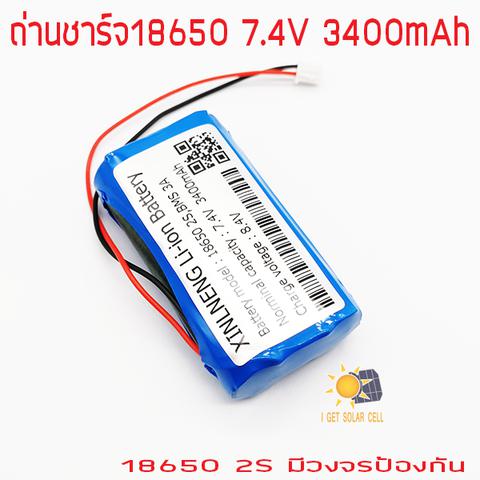 ถ่านชาร์จ18650 7.4V 3400mAh
XINLNENG Li-Ion Battery
Battery model : 18650 2S,BMS 3A
Norminal capacity : 7.4V 3400mAh
Charge voltage : 8.4V
I GET SOLAR CELL
18650 2S มีวงจรป้องกัน